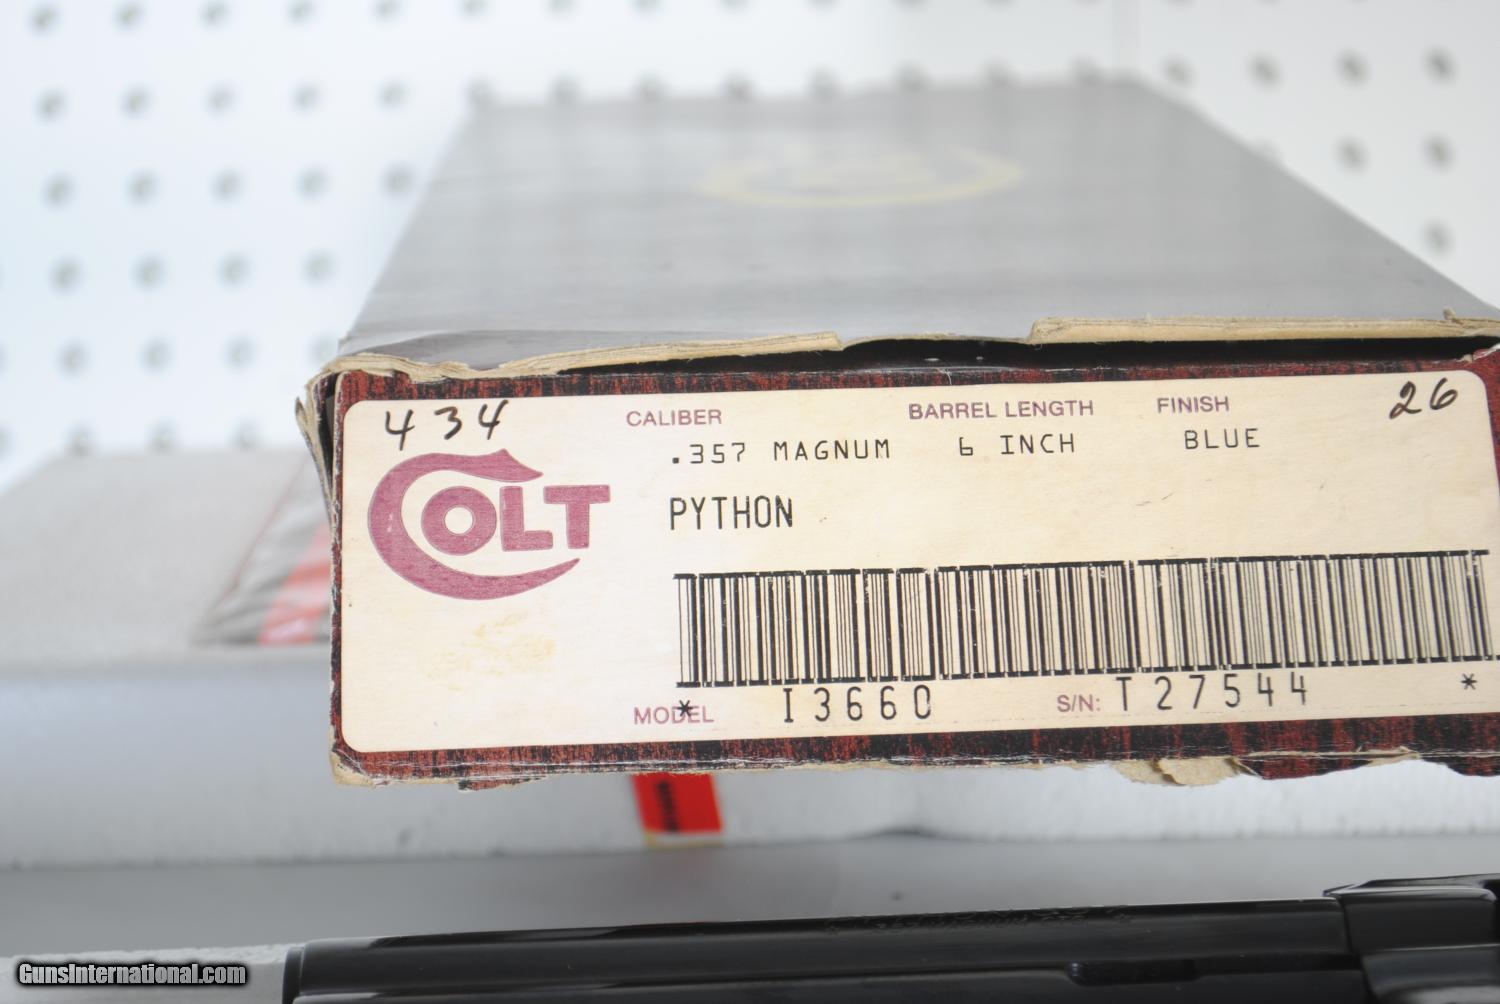 434
26
CALIBER BARREL LENGTH FINISH
.357 MAGNUM 6 INCH BLUE
COLT
PYTHON
MODEL * I3660 S/N: T27544 *
GunsInternational.com